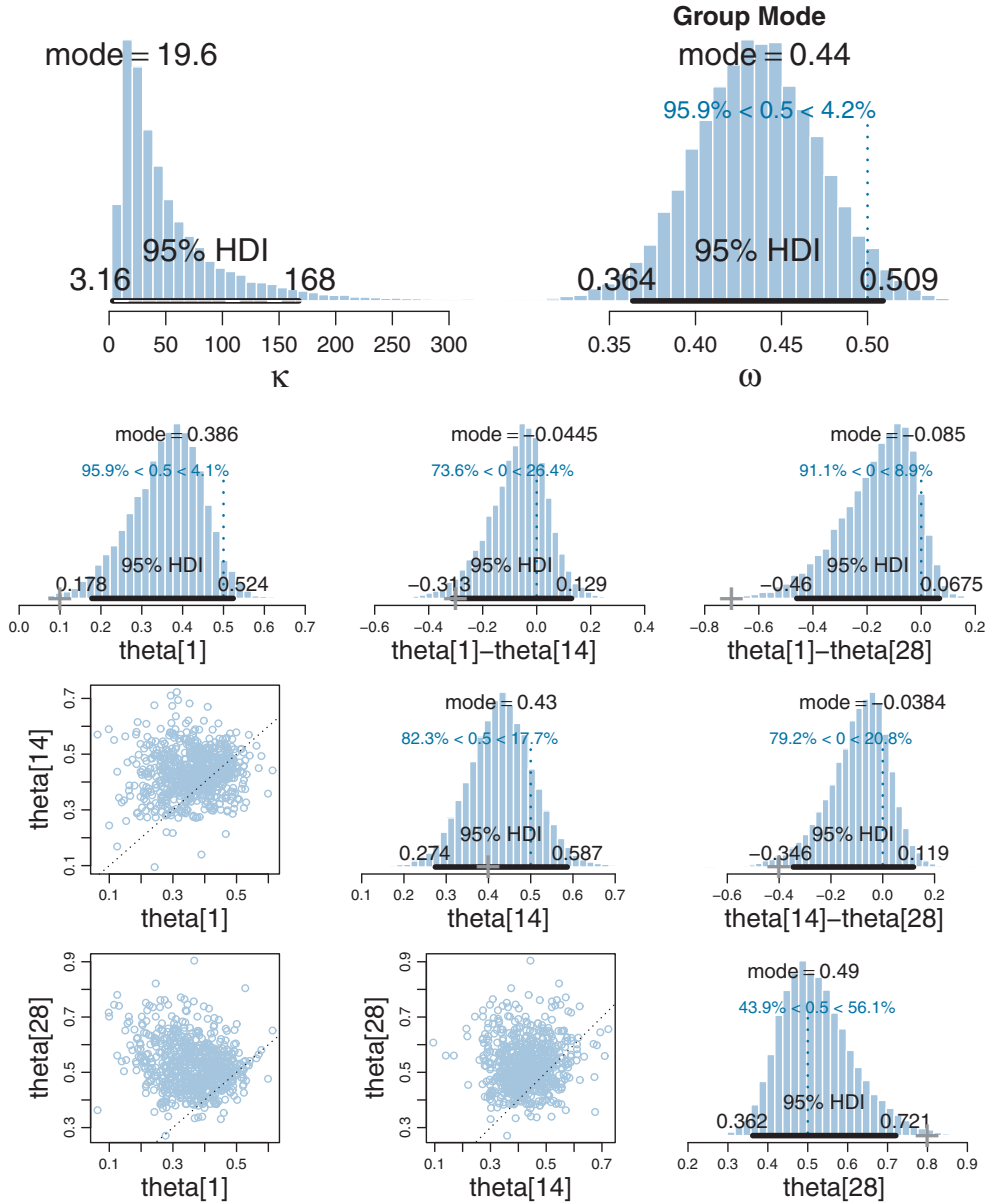 Group Mode
mode = 19.6
95% HDI
3.16 168
0 50 100 150 200 250 300
κ
mode = 0.44
95.9% < 0.5 < 4.2%
95% HDI
0.364 0.509
0.35 0.40 0.45 0.50
ω
mode = 0.386
95.9% < 0.5 < 4.1%
95% HDI
0.178 0.524
0.0 0.1 0.2 0.3 0.4 0.5 0.6 0.7
theta[1]
mode = −0.0445
73.6% < 0 < 26.4%
95% HDI
−0.313 0.129
−0.6 −0.4 −0.2 0.0 0.2 0.4
theta[1]−theta[14]
mode = −0.085
91.1% < 0 < 8.9%
95% HDI
−0.46 0.0675
−0.8 −0.6 −0.4 −0.2 0.0 0.2
theta[1]−theta[28]
theta[14]
0.1 0.3 0.5 0.7
0.1 0.3 0.5
theta[1]
mode = 0.43
82.3% < 0.5 < 17.7%
95% HDI
0.274 0.587
0.1 0.2 0.3 0.4 0.5 0.6 0.7
theta[14]
mode = −0.0384
79.2% < 0 < 20.8%
95% HDI
−0.346 0.119
−0.6 −0.4 −0.2 0.0 0.2
theta[14]−theta[28]
theta[28]
0.3 0.5 0.7 0.9
0.1 0.3 0.5
theta[1]
theta[28]
0.3 0.5 0.7 0.9
0.1 0.3 0.5 0.7
theta[14]
mode = 0.49
43.9% < 0.5 < 56.1%
95% HDI
0.362 0.721
0.2 0.3 0.4 0.5 0.6 0.7 0.8 0.9
theta[28]